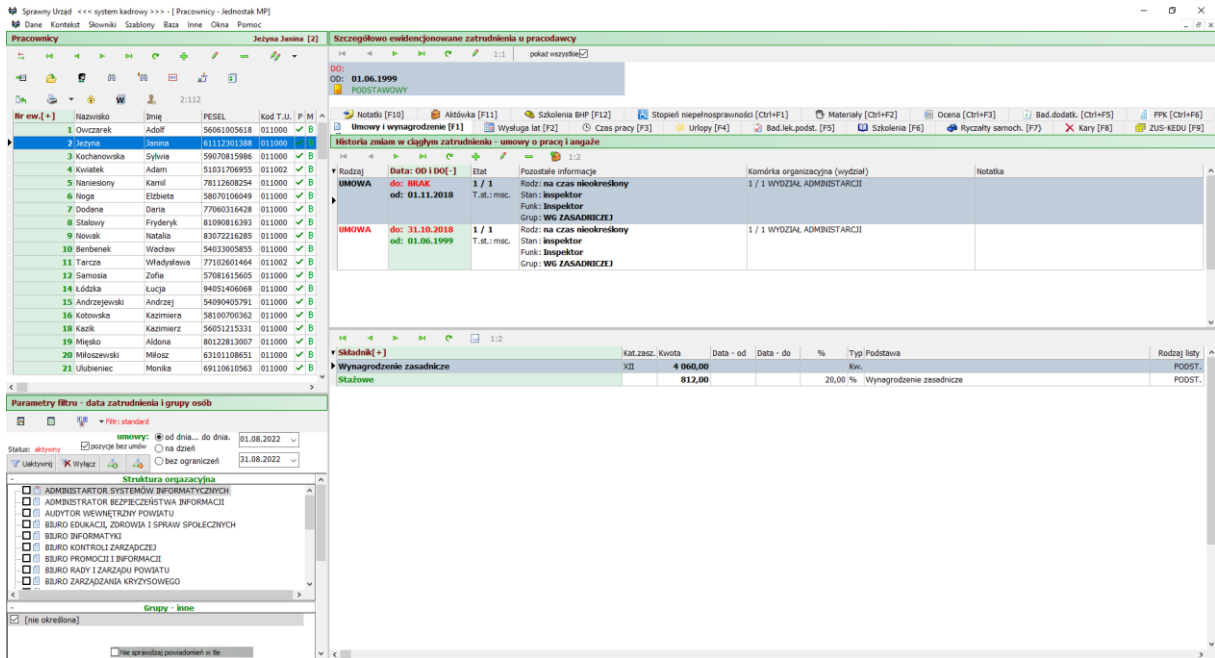 Sprawny Urząd <<< system kadrowy >>> - [ Pracownicy - Jednostak MP]
Dane Kontekst Słowniki Szablony Baza Inne Okna Pomoc
Pracownicy Jeżyna Janina [2]
2:112
Nr ew.[+] Nazwisko Imię PESEL Kod T.U. P M
1 Owczarek Adolf 56061005618 011000 B
2 Jeżyna Janina 61112301388 011000 B
3 Kochanowska Sylwia 59070815986 011000 B
4 Kwiatek Adam 51031706955 011002 B
5 Naniesiony Kamil 78112608254 011000 B
6 Noga Elżbieta 58070106049 011000 B
7 Dodana Daria 77060316428 011000 B
8 Stalowy Fryderyk 81090816393 011000 B
9 Nowak Natalia 83072216285 011000 B
10 Benbenek Wacław 54033005855 011000 B
11 Tarcza Władysława 77102601464 011002 B
12 Samosia Zofia 57081615605 011000 B
14 Łódzka Łucja 94051406069 011000 B
15 Andrzejewski Andrzej 54090405791 011000 B
16 Kotowska Kazimiera 58100700362 011000 B
18 Kazik Kazimierz 56051215331 011000 B
19 Mięsko Aldona 80122813007 011000 B
20 Miłoszewski Miłosz 63101108651 011000 B
21 Ulubieniec Monika 69110610563 011000 B
Parametry filtru - data zatrudnienia i grupy osób
Filtr: standard
umowy: od dnia... do dnia. 01.08.2022
Status: aktywny pozycje bez umów na dzień
Uaktywnij Wyłącz bez ograniczeń 31.08.2022
Struktura orgazacyjna
ADMINISTARTOR SYSTEMÓW INFORMATYCZNYCH
ADMINISTRATOR BEZPIECZEŃSTWA INFORMACJI
AUDYTOR WEWNĘTRZNY POWIATU
BIURO EDUKACJI, ZDROWIA I SPRAW SPOŁECZNYCH
BIURO INFORMATYKI
BIURO KONTROLI ZARZĄDCZEJ
BIURO PROMOCJI I INFORMACJI
BIURO RADY I ZARZĄDU POWIATU
BIURO ZARZĄDZANIA KRYZYSOWEGO
Grupy - inne
[nie określona]
Nie sprawdzaj powiadomień w tle
Szczegółowo ewidencjonowane zatrudnienia u pracodawcy
1:1 pokaż wszystkie
DO:
OD: 01.06.1999
PODSTAWOWY
Notatki [F10] Aktówka [F11] Szkolenia BHP [F12] Stopień niepełnosprawności [Ctrl+F1] Materiały [Ctrl+F2] Ocena [Ctrl+F3] Bad.dodatk. [Ctrl+F5] PPK [Ctrl+F6]
Umowy i wynagrodzenie [F1] Wysługa lat [F2] Czas pracy [F3] Urlopy [F4] Bad.lek.podst. [F5] Szkolenia [F6] Ryczałty samoch. [F7} Kary [F8] ZUS-KEDU [F9]
Historia zmiam w ciągłym zatrudnieniu - umowy o pracę i angaże
1:2
Rodzaj Data: OD i DO[-] Etat Pozostałe informacje Komórka organizacyjna (wydział) Notatka
UMOWA do: BRAK 1 / 1 Rodz: na czas nieokreślony 1 / 1 WYDZIAŁ ADMINISTARCJI
od: 01.11.2018 T.st.: msc. Stan : inspektor
Funk: Inspektor
Grup: WG ZASADNICZEJ
UMOWA do: 31.10.2018 1 / 1 Rodz: na czas nieokreślony 1 / 1 WYDZIAŁ ADMINISTARCJI
od: 01.06.1999 T.st.: msc. Stan : inspektor
Funk: Inspektor
Grup: WG ZASADNICZEJ
1:2
Składnik[+] Kat.zasz. Kwota Data - od Data - do % Typ Podstawa Rodzaj listy
Wynagrodzenie zasadnicze XII 4 060,00 Kw. PODST.
Stażowe 812,00 20,00 % Wynagrodzenie zasadnicze PODST.